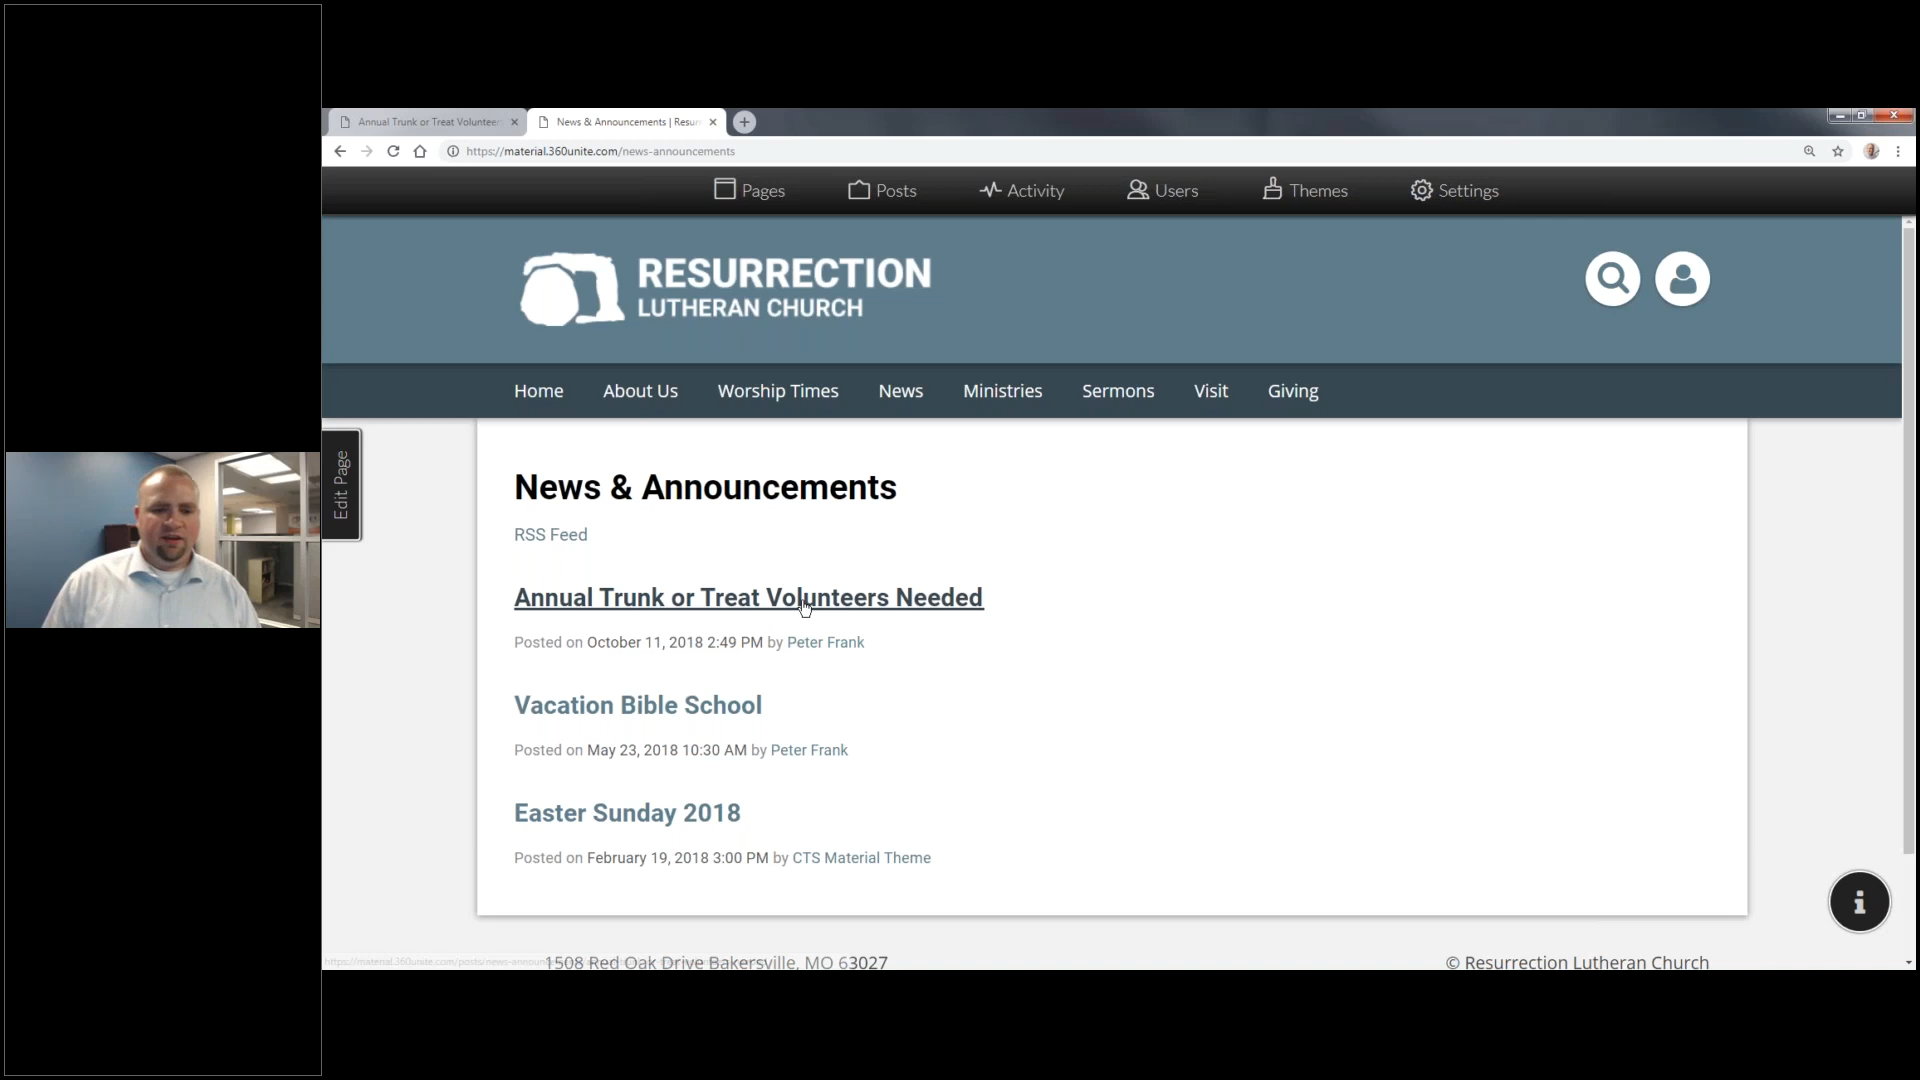 Annual Trunk or Treat Volunteer
News & Announcements | Resur
https://material.360unite.com/news-announcements
Pages Posts Activity Users Themes Settings
RESURRECTION
LUTHERAN CHURCH
Home About Us Worship Times News Ministries Sermons Visit Giving
Edit Page
News & Announcements
RSS Feed
Annual Trunk or Treat Volunteers Needed
Posted on October 11, 2018 2:49 PM by Peter Frank
Vacation Bible School
Posted on May 23, 2018 10:30 AM by Peter Frank
Easter Sunday 2018
Posted on February 19, 2018 3:00 PM by CTS Material Theme
1508 Red Oak Drive Bakersville, MO 63027
© Resurrection Lutheran Church